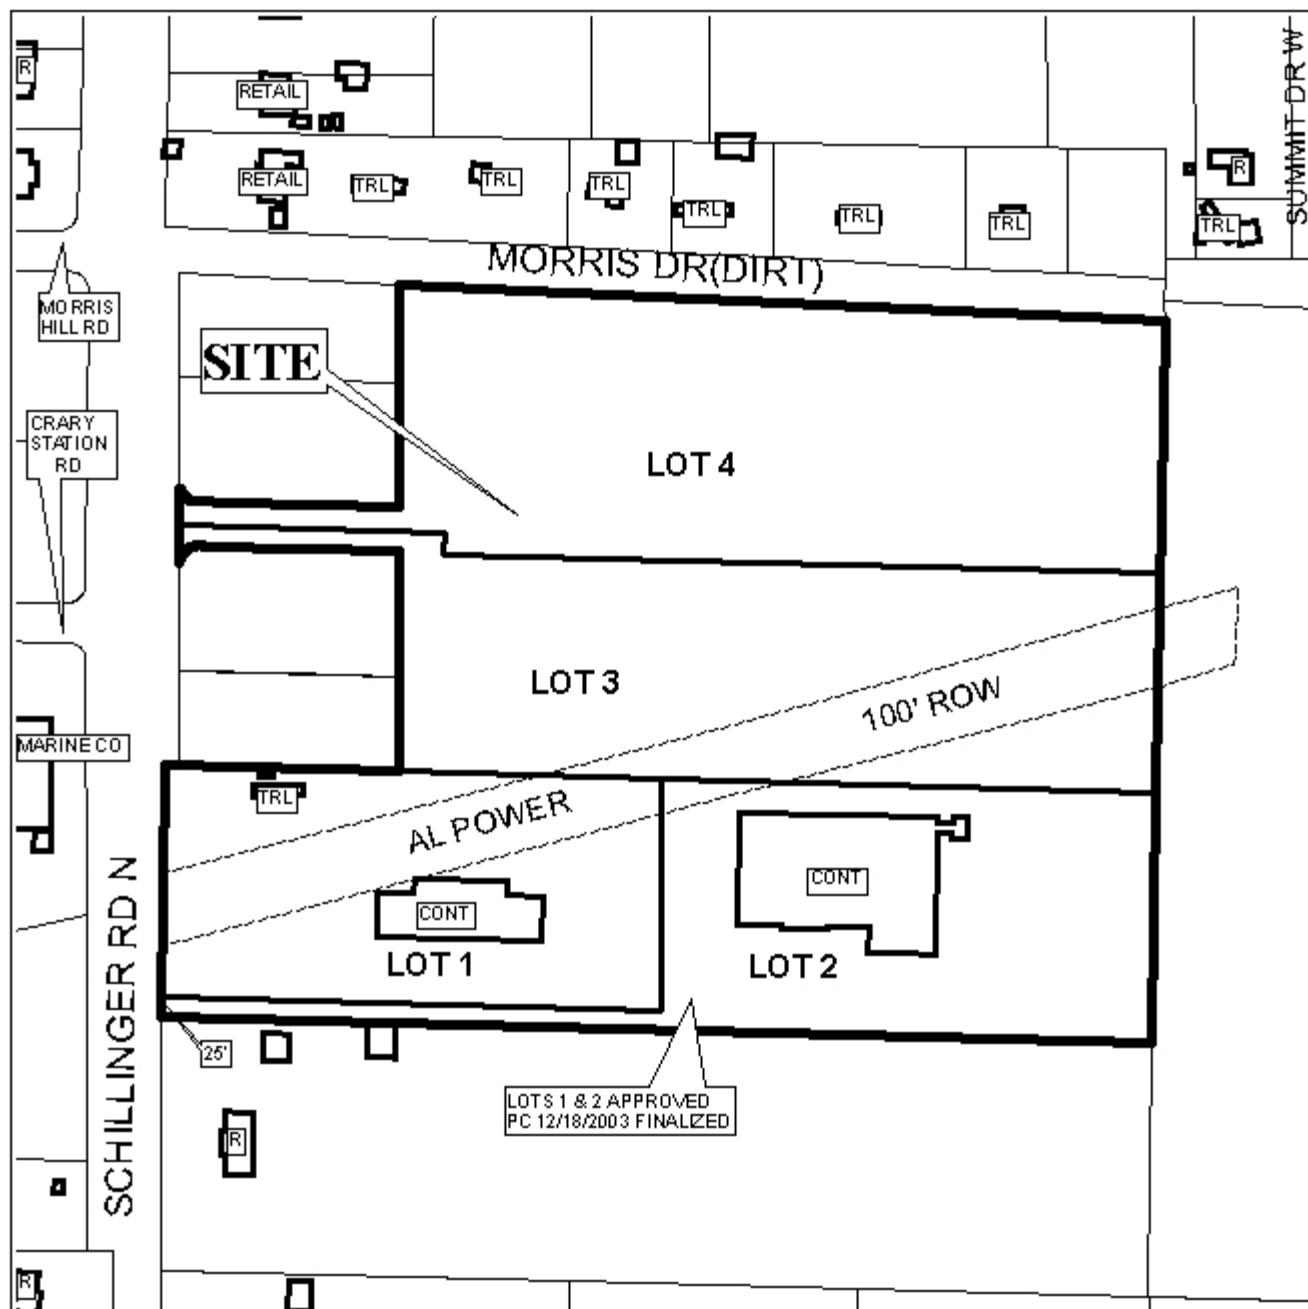 R
RETAIL
SUMMIT DR W
RETAIL
TRL
TRL
TRL
TRL
TRL
TRL
R
TRL
MORRIS DR(DIRT)
MORRIS
HILL RD
SITE
CRARY
STATION
RD
LOT 4
LOT 3
100' ROW
MARINE CO
TRL
AL POWER
CONT
CONT
LOT 1
LOT 2
SCHILLINGER RD N
25'
LOTS 1 & 2 APPROVED
PC 12/18/2003 FINALIZED
R
R